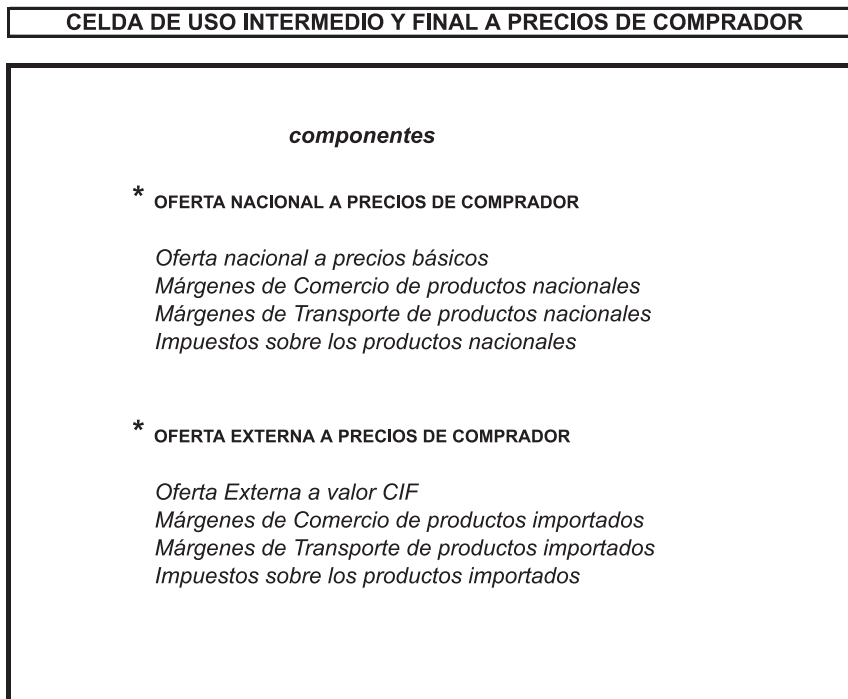 CELDA DE USO INTERMEDIO Y FINAL A PRECIOS DE COMPRADOR
componentes
* OFERTA NACIONAL A PRECIOS DE COMPRADOR
Oferta nacional a precios básicos
Márgenes de Comercio de productos nacionales
Márgenes de Transporte de productos nacionales
Impuestos sobre los productos nacionales
* OFERTA EXTERNA A PRECIOS DE COMPRADOR
Oferta Externa a valor CIF
Márgenes de Comercio de productos importados
Márgenes de Transporte de productos importados
Impuestos sobre los productos importados